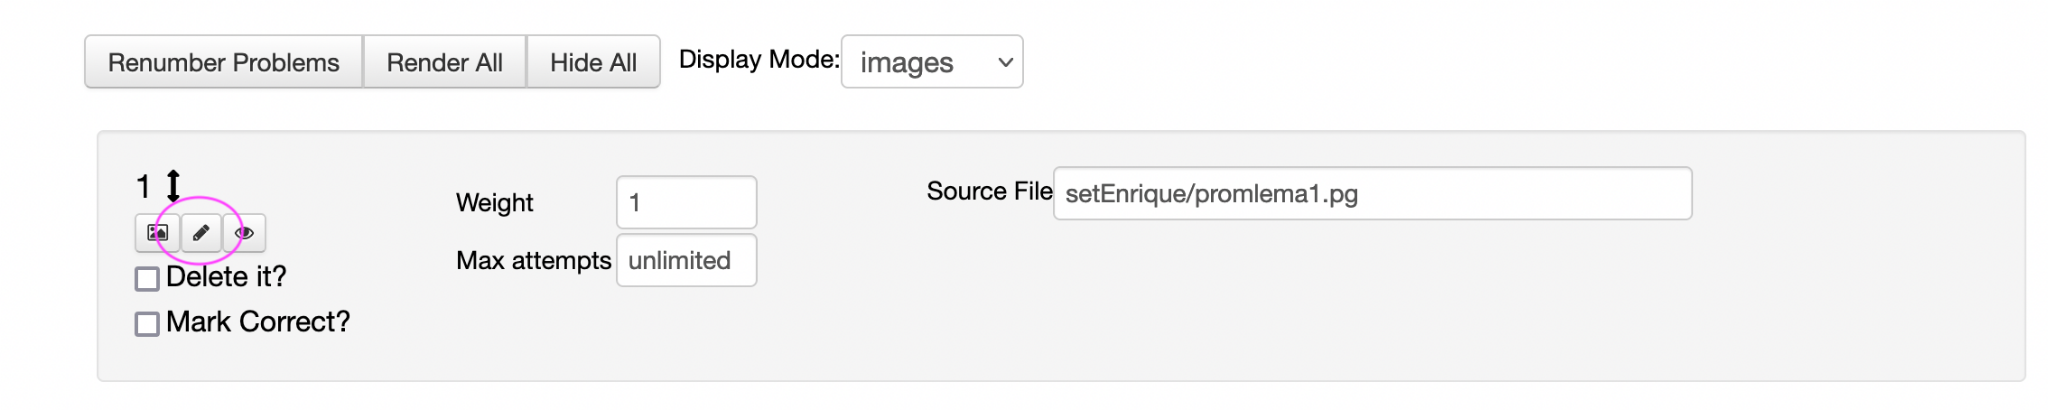 Renumber Problems Render All Hide All Display Mode: images
1
Weight 1 Source File setEnrique/promlema1.pg
Max attempts unlimited
Delete it?
Mark Correct?